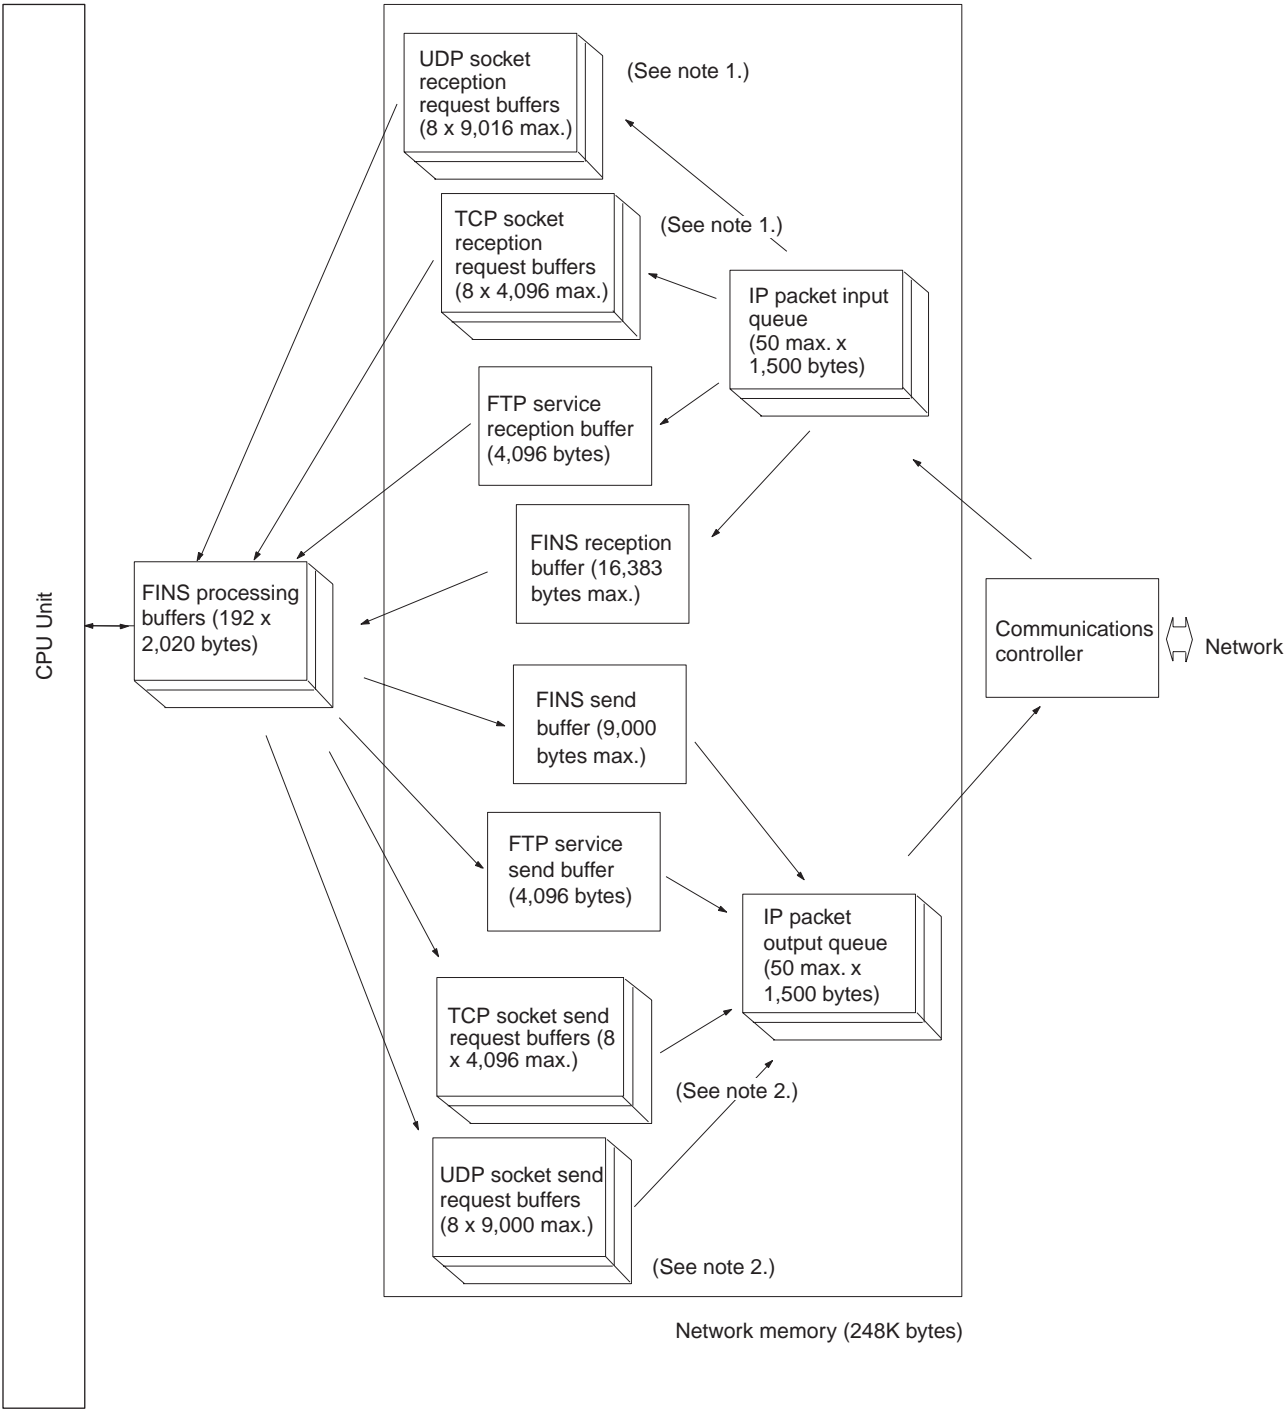 UDP socket
reception
request buffers
(8 x 9,016 max.)
(See note 1.)
TCP socket
reception
request buffers
(8 x 4,096 max.)
(See note 1.)
IP packet input
queue
(50 max. x
1,500 bytes)
FTP service
reception buffer
(4,096 bytes)
FINS reception
buffer (16,383
bytes max.)
CPU Unit
FINS processing
buffers (192 x
2,020 bytes)
Communications
controller
Network
FINS send
buffer (9,000
bytes max.)
FTP service
send buffer
(4,096 bytes)
IP packet
output queue
(50 max. x
1,500 bytes)
TCP socket send
request buffers (8
x 4,096 max.)
(See note 2.)
UDP socket send
request buffers
(8 x 9,000 max.)
(See note 2.)
Network memory (248K bytes)